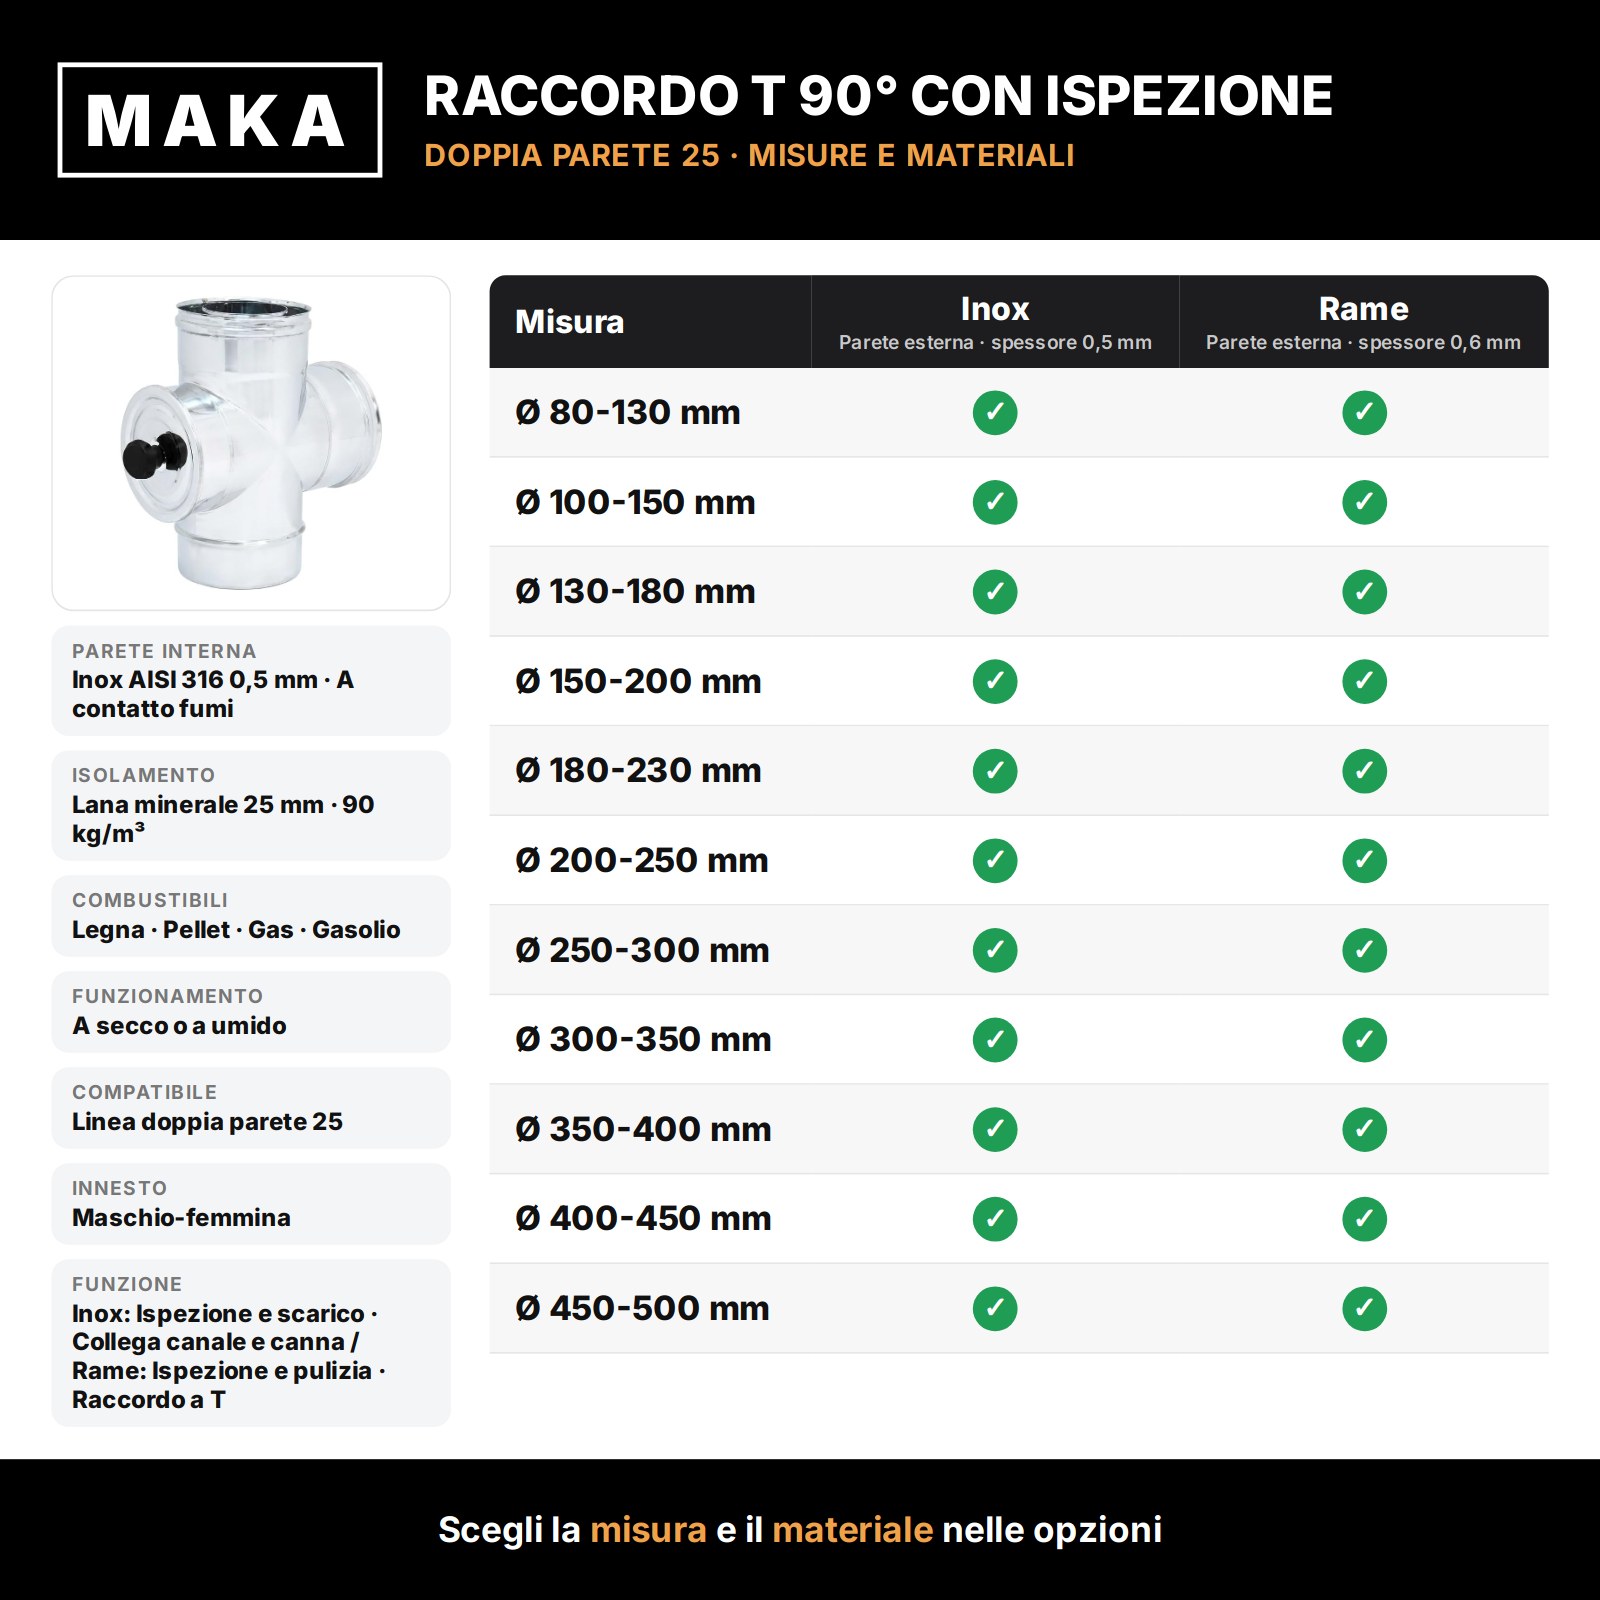 MAKA
RACCORDO T 90° CON ISPEZIONE
DOPPIA PARETE 25 · MISURE E MATERIALI
PARETE INTERNA
Inox AISI 316 0,5 mm · A
contatto fumi
ISOLAMENTO
Lana minerale 25 mm · 90
kg/m³
COMBUSTIBILI
Legna · Pellet · Gas · Gasolio
FUNZIONAMENTO
A secco o a umido
COMPATIBILE
Linea doppia parete 25
INNESTO
Maschio-femmina
FUNZIONE
Inox: Ispezione e scarico ·
Collega canale e canna /
Rame: Ispezione e pulizia ·
Raccordo a T
Misura Inox Rame
Parete esterna · spessore 0,5 mm Parete esterna · spessore 0,6 mm
Ø 80-130 mm ✓ ✓
Ø 100-150 mm ✓ ✓
Ø 130-180 mm ✓ ✓
Ø 150-200 mm ✓ ✓
Ø 180-230 mm ✓ ✓
Ø 200-250 mm ✓ ✓
Ø 250-300 mm ✓ ✓
Ø 300-350 mm ✓ ✓
Ø 350-400 mm ✓ ✓
Ø 400-450 mm ✓ ✓
Ø 450-500 mm ✓ ✓
Scegli la misura e il materiale nelle opzioni